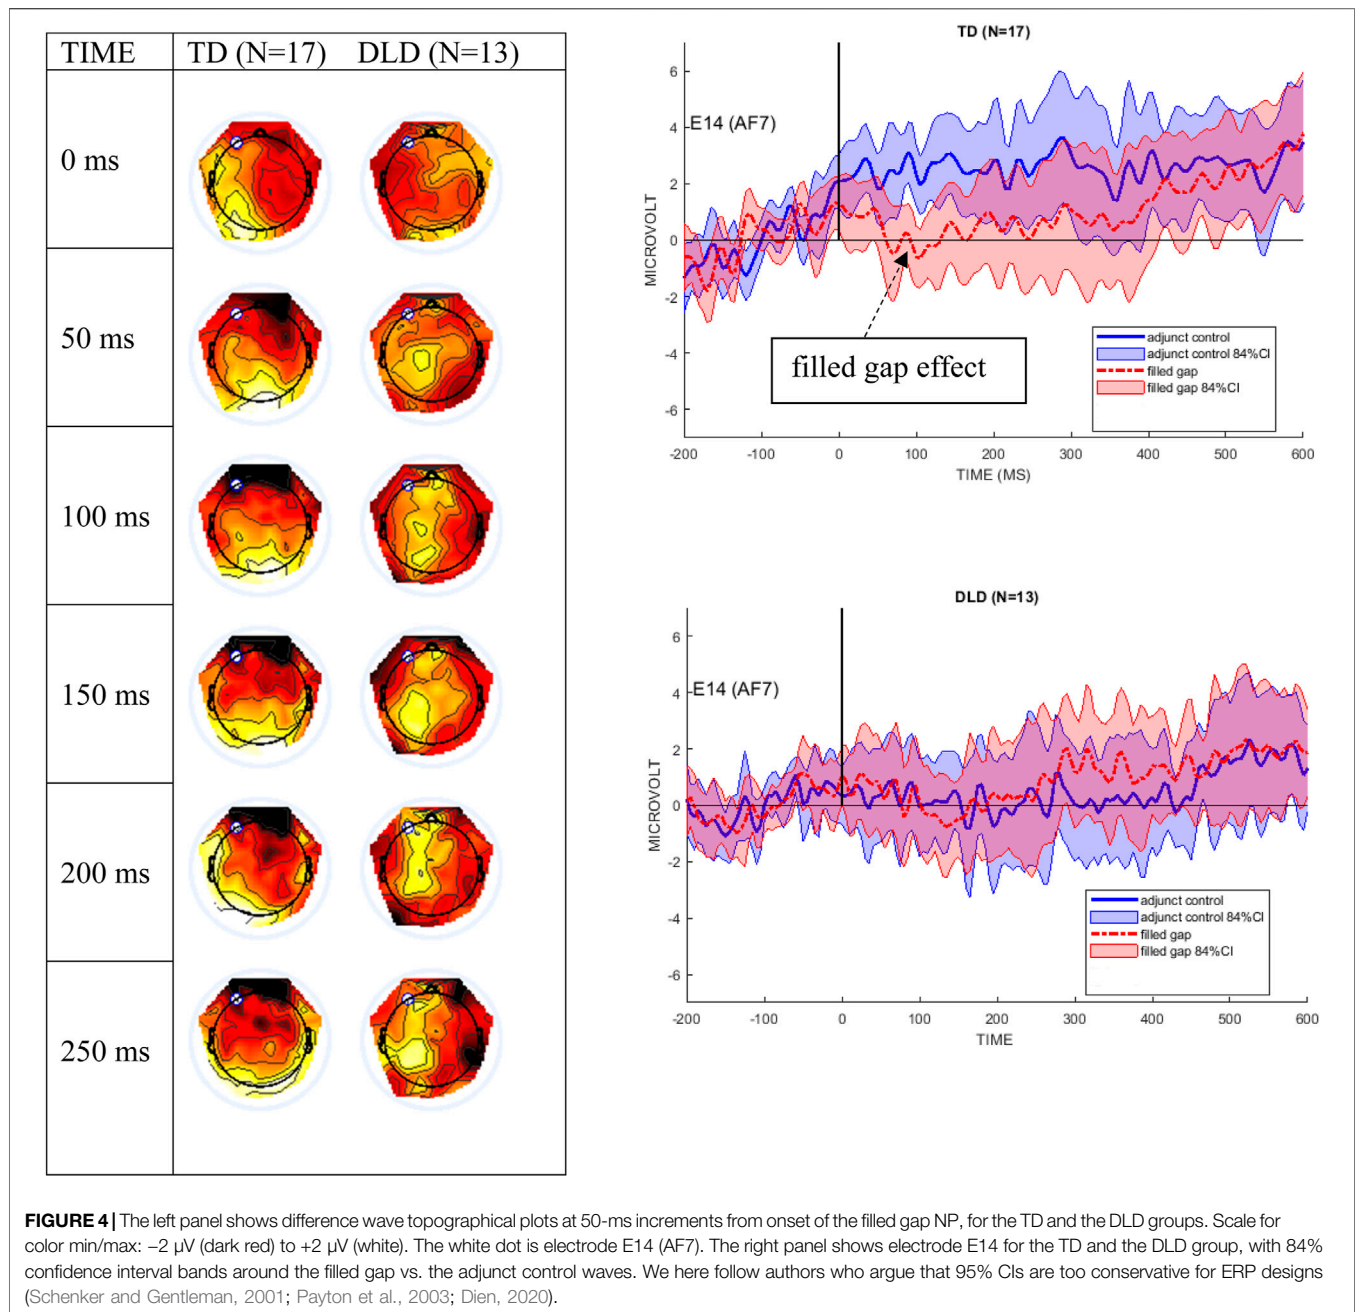 TIME TD (N=17) DLD (N=13)
0 ms
50 ms
100 ms
150 ms
200 ms
250 ms
TD (N=17)
E14 (AF7)
MICROVOLT
6
4
2
0
-2
-4
-6
filled gap effect
adjunct control
adjunct control 84%CI
filled gap
filled gap 84%CI
-200 -100 0 100 200 300 400 500 600
TIME (MS)
DLD (N=13)
E14 (AF7)
MICROVOLT
6
4
2
0
-2
-4
-6
adjunct control
adjunct control 84%CI
filled gap
filled gap 84%CI
-200 -100 0 100 200 300 400 500 600
TIME
FIGURE 4 | The left panel shows difference wave topographical plots at 50-ms increments from onset of the filled gap NP, for the TD and the DLD groups. Scale for
color min/max: −2 μV (dark red) to +2 μV (white). The white dot is electrode E14 (AF7). The right panel shows electrode E14 for the TD and the DLD group, with 84%
confidence interval bands around the filled gap vs. the adjunct control waves. We here follow authors who argue that 95% CIs are too conservative for ERP designs
(Schenker and Gentleman, 2001; Payton et al., 2003; Dien, 2020).